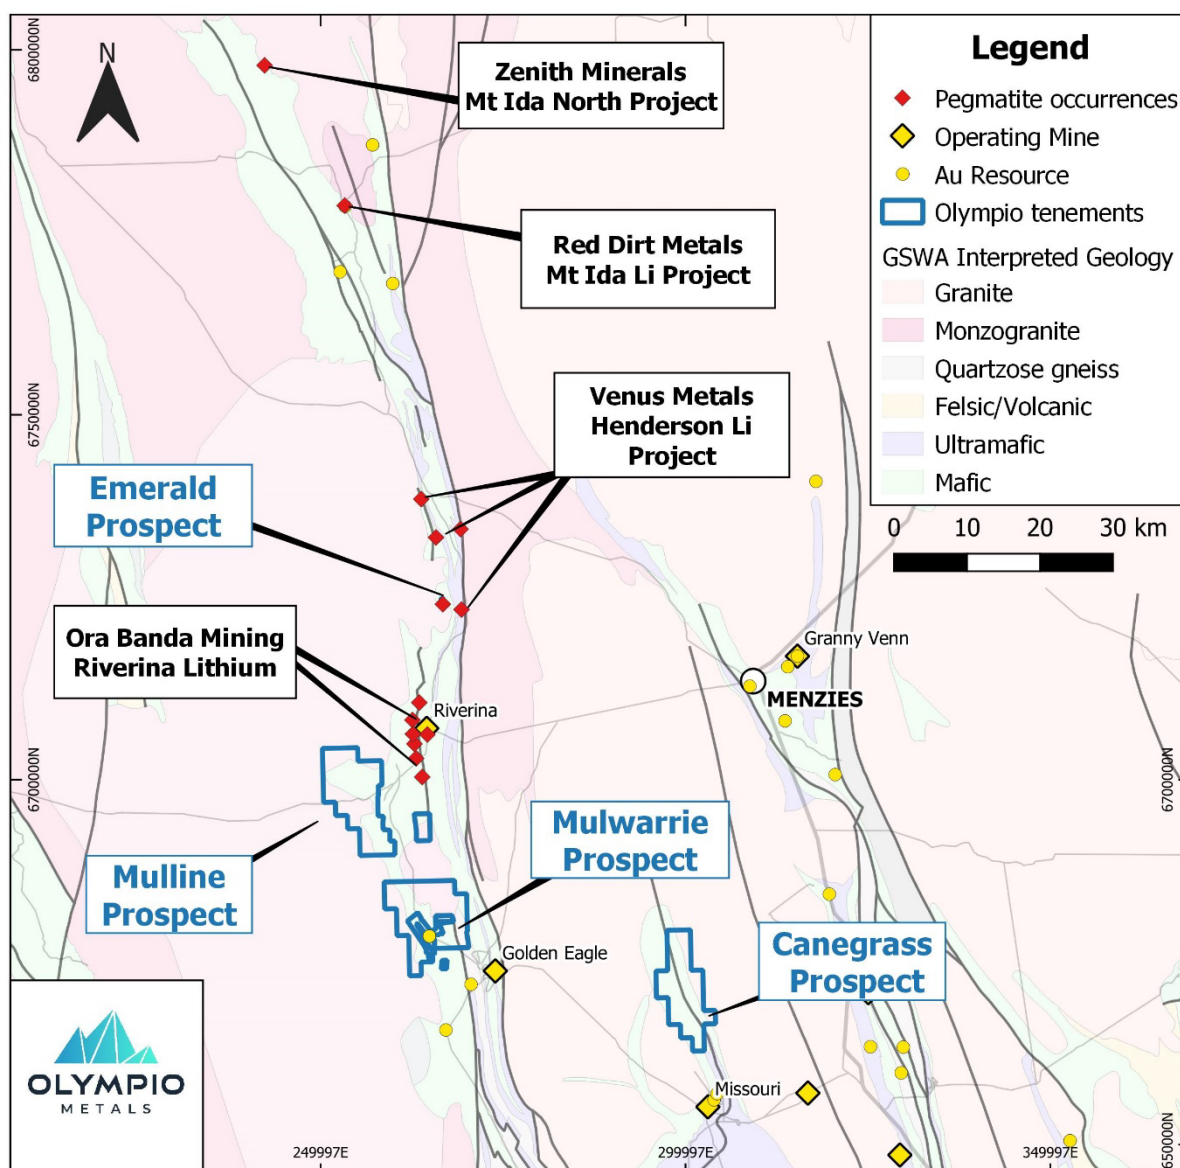 N
Zenith Minerals
Mt Ida North Project
Red Dirt Metals
Mt Ida Li Project
Venus Metals
Henderson Li
Project
Emerald
Prospect
Ora Banda Mining
Riverina Lithium
Riverina
Mulline
Prospect
Mulwarrie
Prospect
Golden Eagle
Canegrass
Prospect
Granny Venn
MENZIES
Missouri
Legend
Pegmatite occurrences
Operating Mine
Au Resource
Olympio tenements
GSWA Interpreted Geology
Granite
Monzogranite
Quartzose gneiss
Felsic/Volcanic
Ultramafic
Mafic
0 10 20 30 km
6800000N
6750000N
6700000N
6700000N
249997E
299997E
349997E
OLYMPIO
METALS